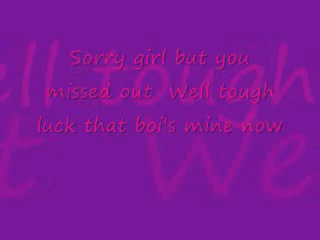 Sorry girl but you
missed out  Well tough
luck that boi's mine now